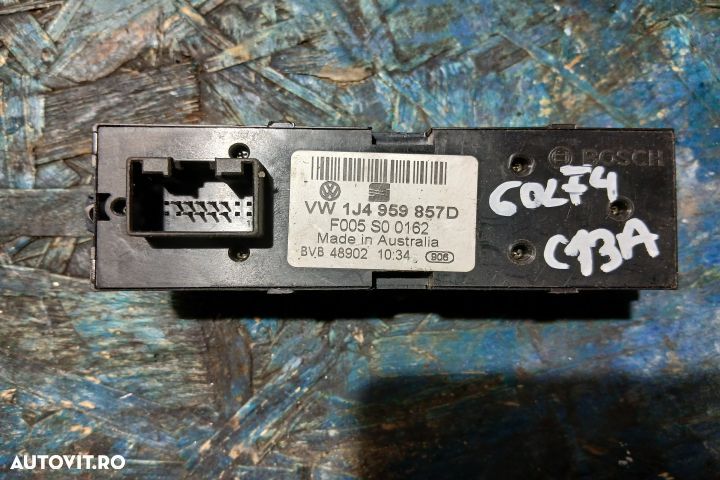 VW 1J4 959 857D
F005 S0 0162
Made in Australia
BVB 48902 10:34 906
BOSCH
GOLF4
C13A
AUTOVIT.RO